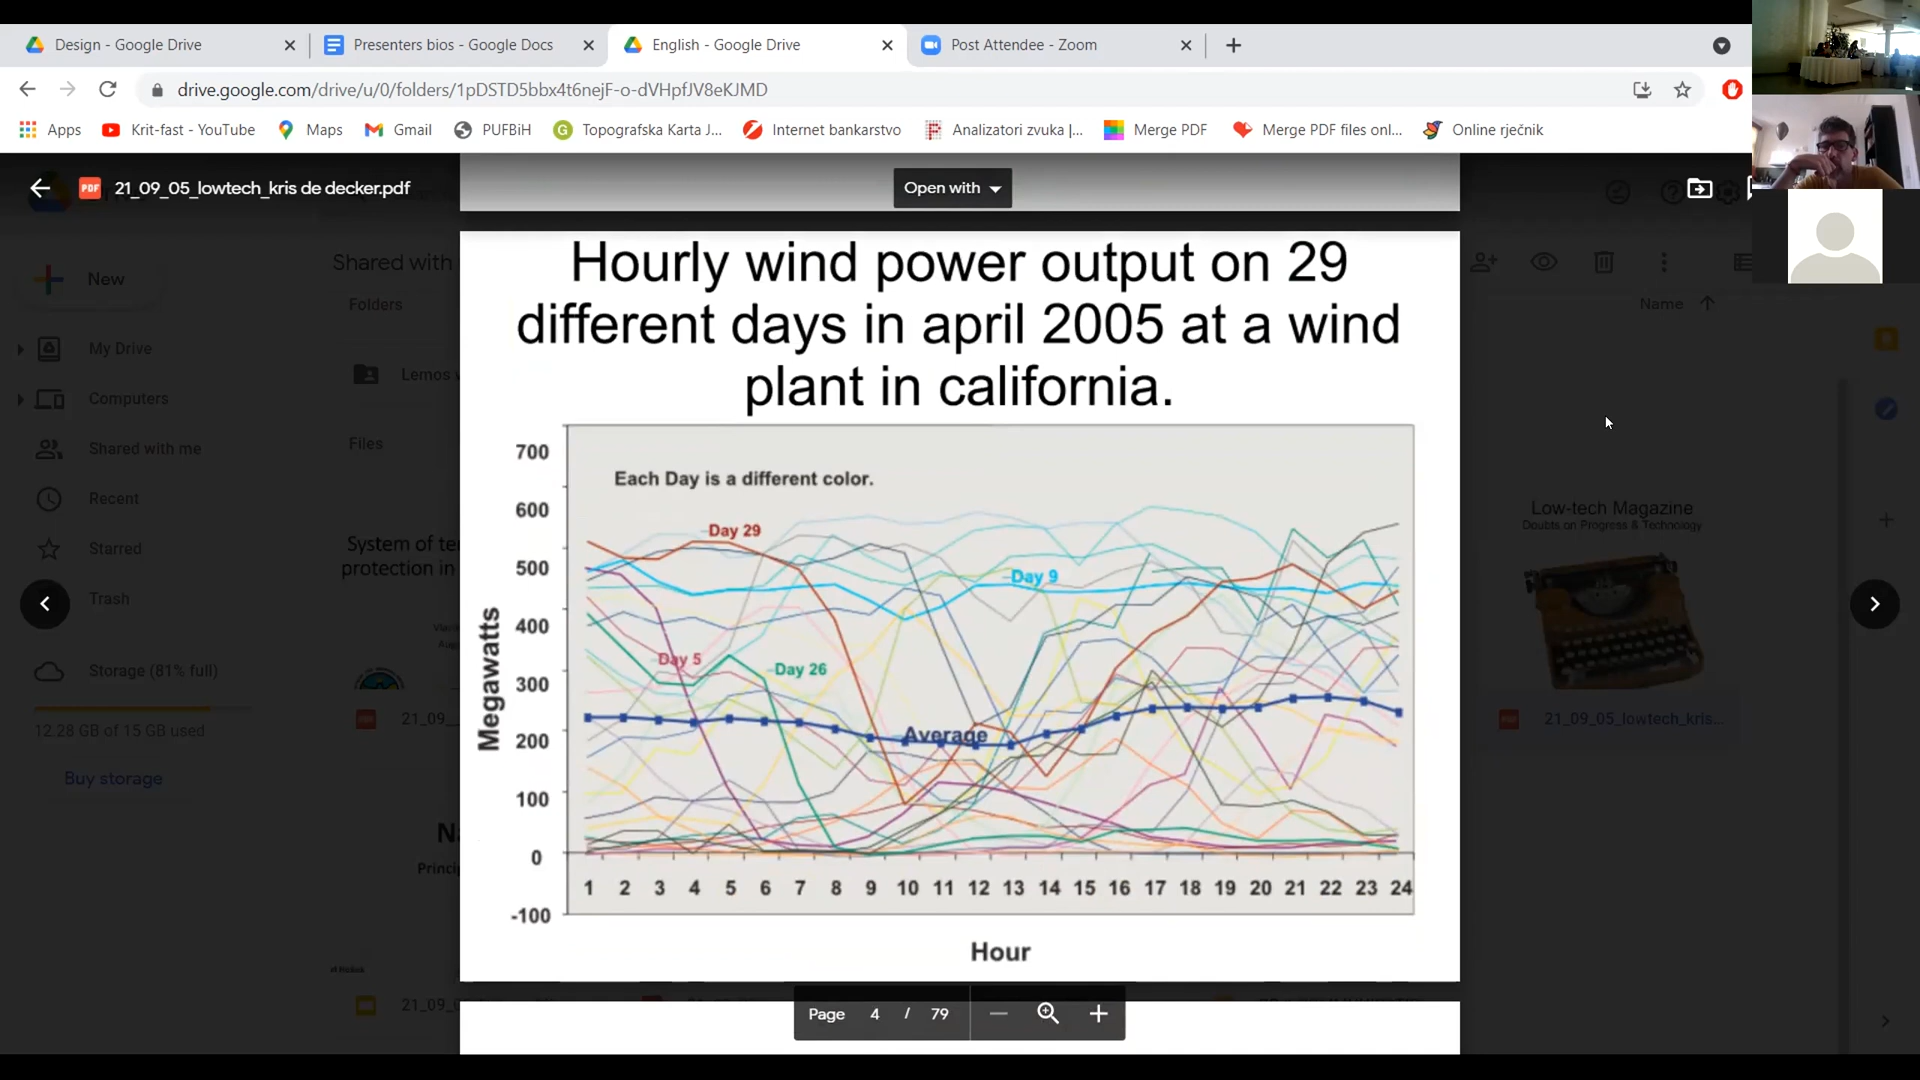 Design - Google Drive
Presenters bios - Google Docs
English - Google Drive
Post Attendee - Zoom
drive.google.com/drive/u/0/folders/1pDSTD5bbx4t6nejF-o-dVHpfJV8eKJMD
Apps
Krit-fast - YouTube
Maps
Gmail
PUFBiH
Topografska Karta J...
Internet bankarstvo
Analizatori zvuka |...
Merge PDF
Merge PDF files onl...
Online rječnik
PDF
21_09_05_lowtech_kris de decker.pdf
Open with
New
My Drive
Computers
Shared with me
Recent
Starred
Trash
Storage (81% full)
12.28 GB of 15 GB used
Buy storage
Shared with
Folders
Lemos
Files
System of te
protection in
Princip
Name
Hourly wind power output on 29
different days in april 2005 at a wind
plant in california.
Each Day is a different color.
Megawatts
700
600
500
400
300
200
100
0
-100
Day 29
Day 9
Day 5
Day 26
Average
1 2 3 4 5 6 7 8 9 10 11 12 13 14 15 16 17 18 19 20 21 22 23 24
Hour
Low-tech Magazine
Doubts on Progress & Technology
21_09_05_lowtech_kris...
Page 4 / 79